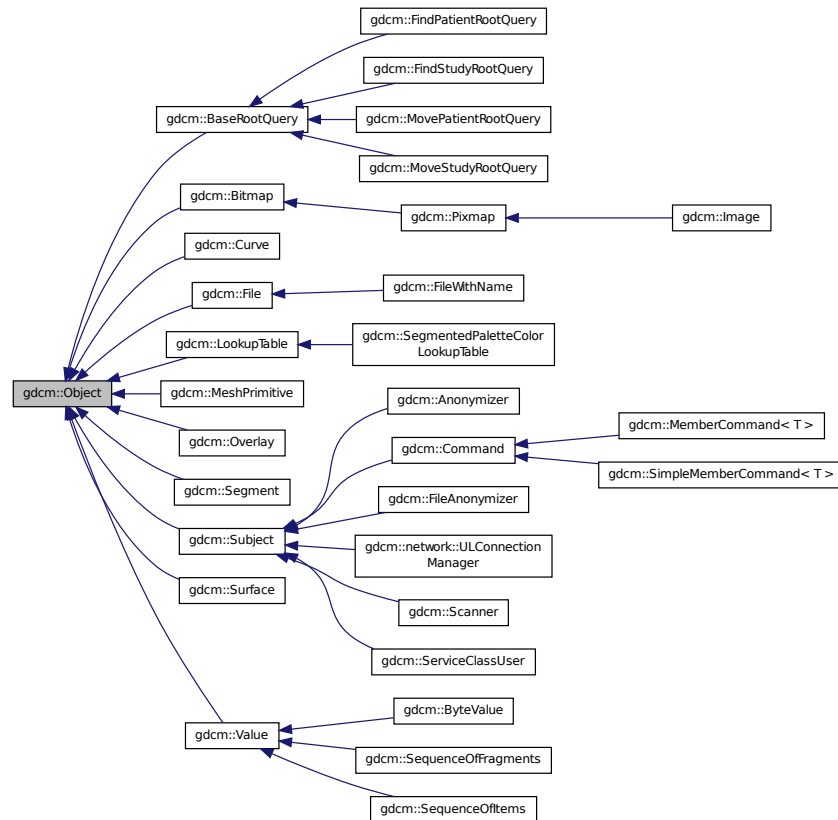 gdcm::FindPatientRootQuery
gdcm::FindStudyRootQuery
gdcm::BaseRootQuery
gdcm::MovePatientRootQuery
gdcm::MoveStudyRootQuery
gdcm::Bitmap
gdcm::Pixmap
gdcm::Image
gdcm::Curve
gdcm::File
gdcm::FileWithName
gdcm::LookupTable
gdcm::SegmentedPaletteColor
LookupTable
gdcm::Object
gdcm::MeshPrimitive
gdcm::Anonymizer
gdcm::MemberCommand< T >
gdcm::Overlay
gdcm::Command
gdcm::SimpleMemberCommand< T >
gdcm::Segment
gdcm::FileAnonymizer
gdcm::Subject
gdcm::network::ULConnection
Manager
gdcm::Surface
gdcm::Scanner
gdcm::ServiceClassUser
gdcm::ByteValue
gdcm::Value
gdcm::SequenceOfFragments
gdcm::SequenceOfItems